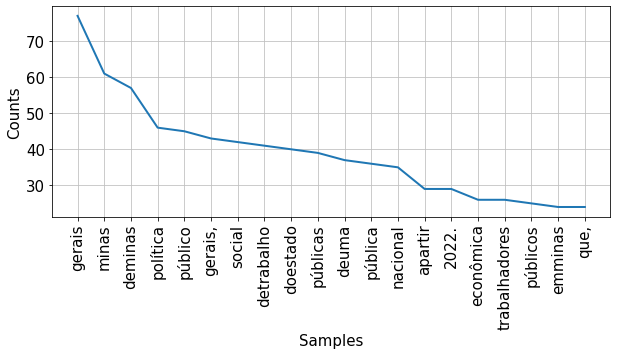 70
60
50
40
30
Counts
gerais
minas
deminas
política
público
gerais,
social
detrabalho
doestado
públicas
deuma
pública
nacional
apartir
2022.
econômica
trabalhadores
públicos
emminas
que,
Samples